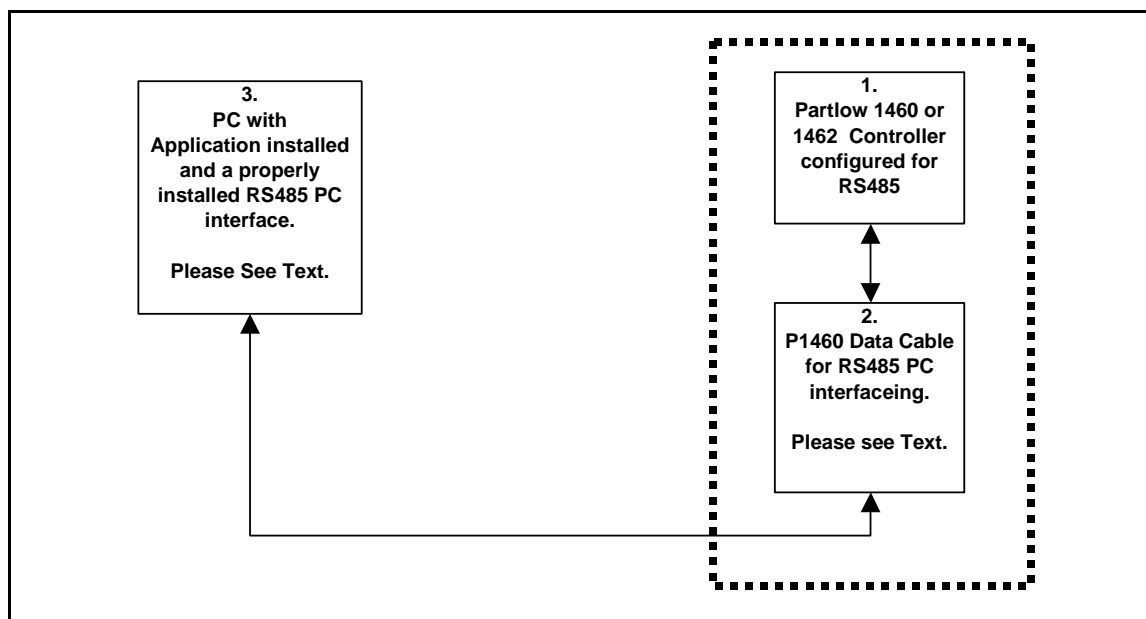 3.
PC with
Application installed
and a properly
installed RS485 PC
interface.
Please See Text.
1.
Partlow 1460 or
1462 Controller
configured for
RS485
2.
P1460 Data Cable
for RS485 PC
interfaceing.
Please see Text.